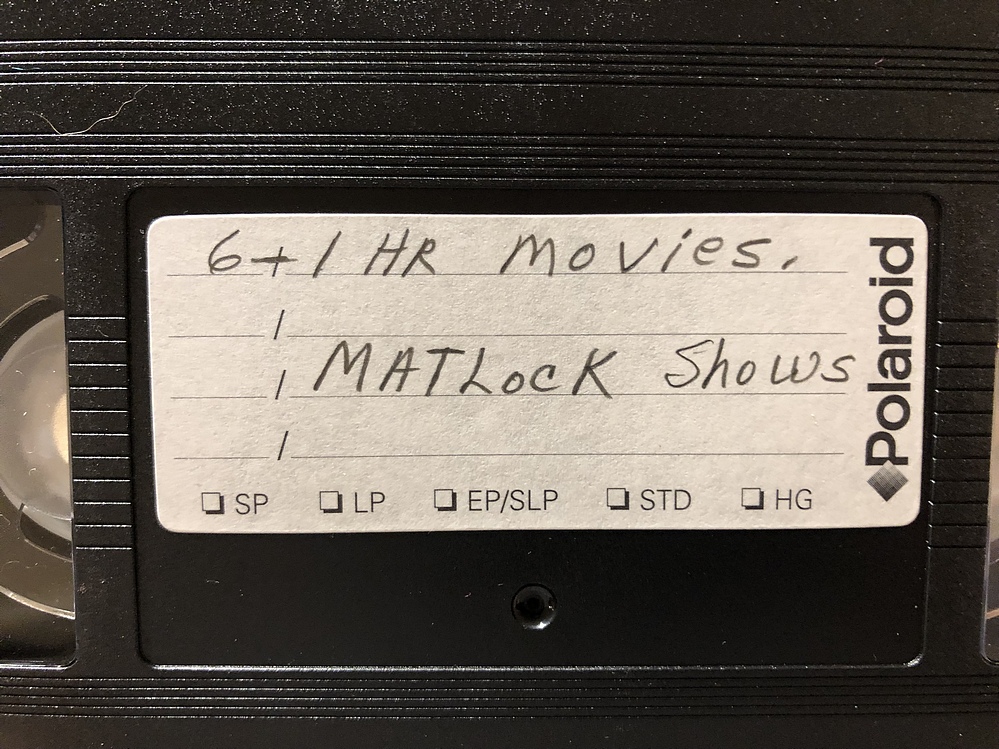 6+1 HR Movies.
/
/ MATLocK Shows
/
SP LP EP/SLP STD HG
Polaroid